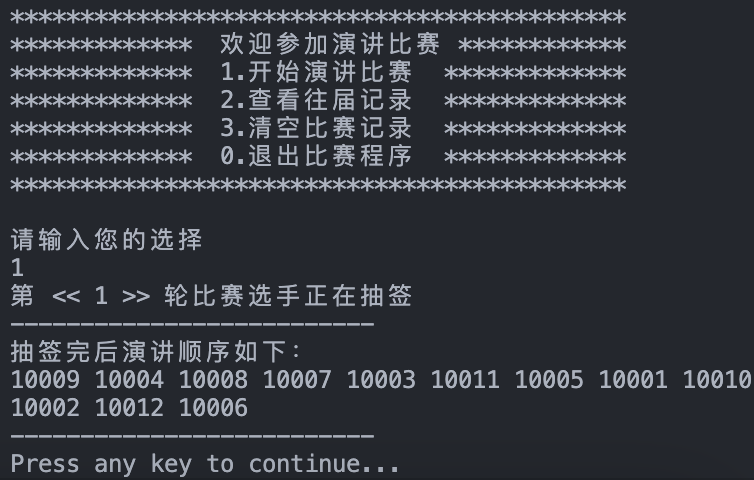 ********************************************
*************  欢迎参加演讲比赛 ************
*************  1.开始演讲比赛  *************
*************  2.查看往届记录  *************
*************  3.清空比赛记录  *************
*************  0.退出比赛程序  *************
********************************************
请输入您的选择
1
第 << 1 >> 轮比赛选手正在抽签
--------------------------
抽签完后演讲顺序如下：
10009 10004 10008 10007 10003 10011 10005 10001 10010
10002 10012 10006
--------------------------
Press any key to continue...